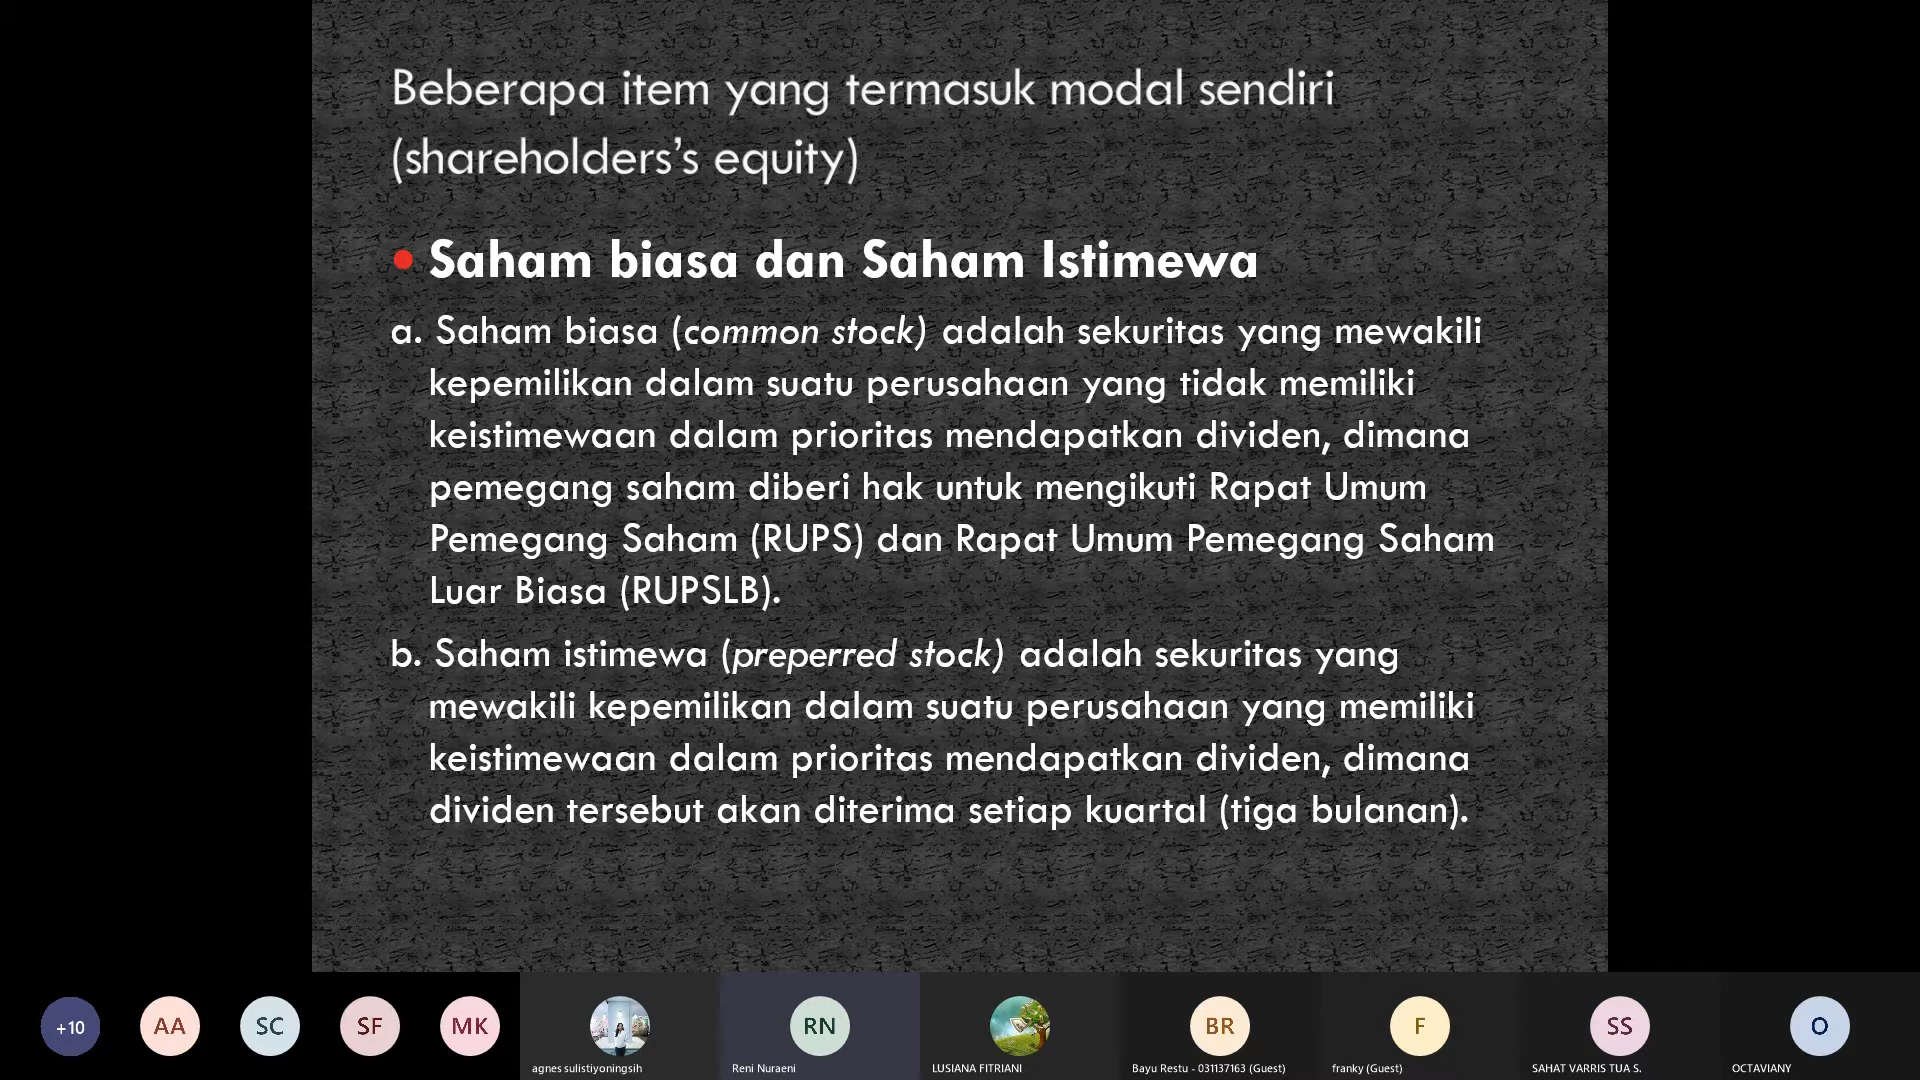 Beberapa item yang termasuk modal sendiri
(shareholders's equity)
• Saham biasa dan Saham Istimewa
a. Saham biasa (common stock) adalah sekuritas yang mewakili
kepemilikan dalam suatu perusahaan yang tidak memiliki
keistimewaan dalam prioritas mendapatkan dividen, dimana
pemegang saham diberi hak untuk mengikuti Rapat Umum
Pemegang Saham (RUPS) dan Rapat Umum Pemegang Saham
Luar Biasa (RUPSLB).
b. Saham istimewa (preperred stock) adalah sekuritas yang
mewakili kepemilikan dalam suatu perusahaan yang memiliki
keistimewaan dalam prioritas mendapatkan dividen, dimana
dividen tersebut akan diterima setiap kuartal (tiga bulanan).
+10 AA SC SF MK RN BR F SS O
agnes sulistiyoningsih Reni Nuraeni LUSIANA FITRIANI Bayu Restu - 031137163 (Guest) franky (Guest) SAHAT VARRIS TUA S. OCTAVIANY